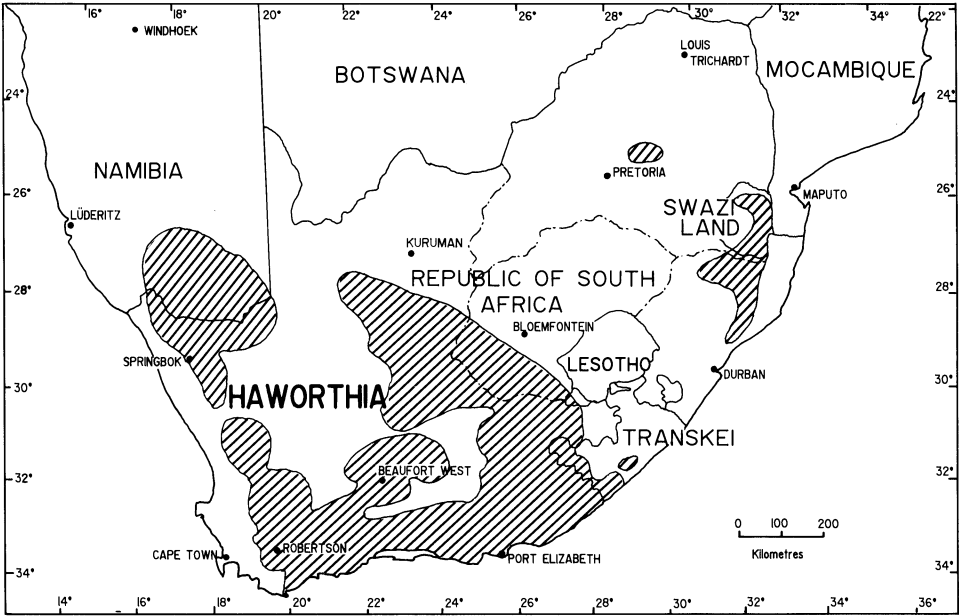 16° 18° 20° 22° 24° 26° 28° 30° 32° 34° 22°
WINDHOEK
LOUIS
TRICHARDT
BOTSWANA
MOCAMBIQUE
24° 24°
NAMIBIA
PRETORIA
26° 26°
MAPUTO
LÜDERITZ
SWAZI
LAND
KURUMAN
REPUBLIC OF SOUTH
AFRICA
28° 28°
BLOEMFONTEIN
SPRINGBOK
LESOTHO
DURBAN
30° 30°
HAWORTHIA
TRANSKEI
BEAUFORT WEST
32° 32°
0 100 200
Kilometres
CAPE TOWN
ROBERTSON
PORT ELIZABETH
34° 34°
14° 16° 18° 20° 22° 24° 26° 28° 30° 32° 34° 36°